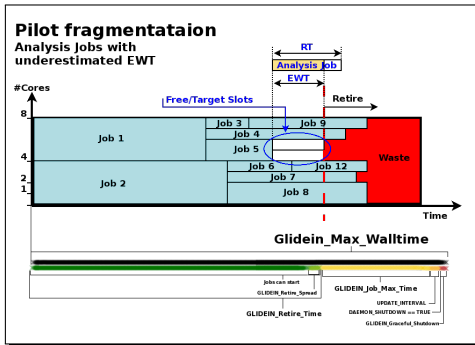 Pilot fragmentataion
Analysis Jobs with
underestimated EWT
RT
Analysis Job
EWT
#Cores
Free/Target Slots
Retire
8
Job 3
Job 9
Job 1
Job 4
Job 5
4
Waste
Job 6
Job 12
2
Job 2
Job 7
1
Job 8
Time
Glidein_Max_Walltime
Jobs can start
GLIDEIN_Retire_Spread
GLIDEIN_Job_Max_Time
UPDATE_INTERVAL
GLIDEIN_Retire_Time
DAEMON_SHUTDOWN == TRUE
GLIDEIN_Graceful_Shutdown